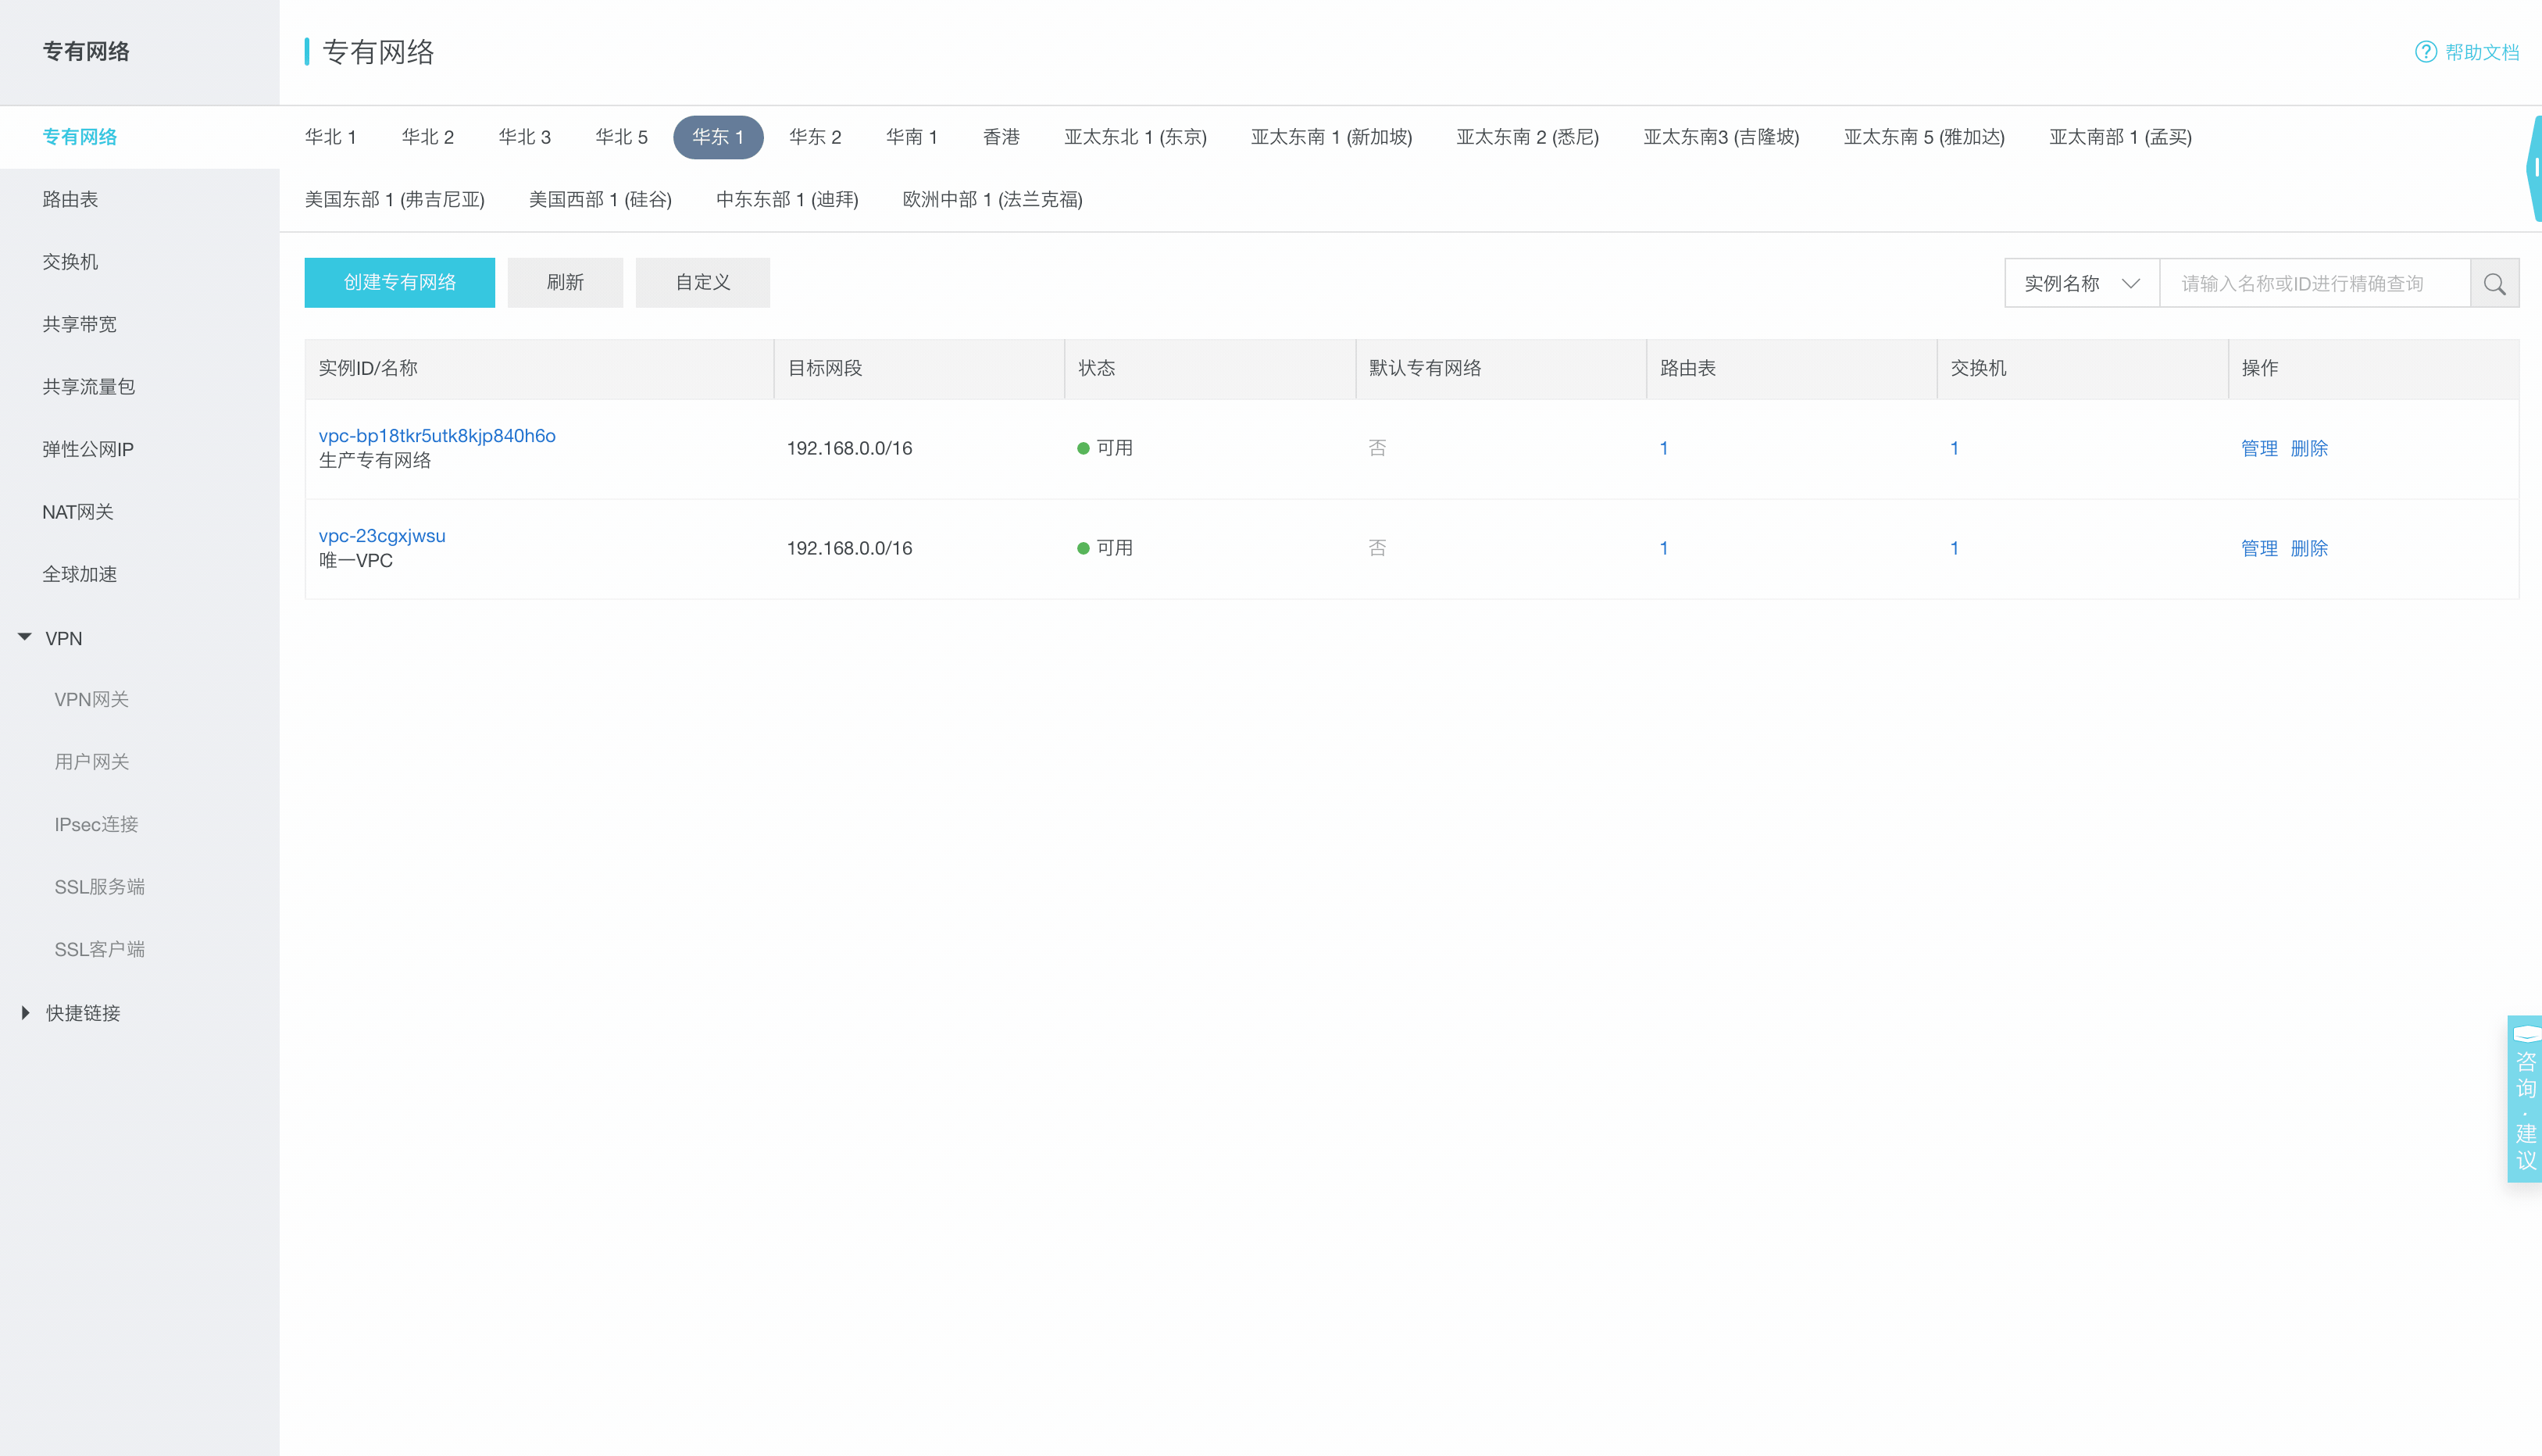 专有网络
专有网络
帮助文档
专有网络
路由表
交换机
共享带宽
共享流量包
弹性公网IP
NAT网关
全球加速
VPN
VPN网关
用户网关
IPsec连接
SSL服务端
SSL客户端
快捷链接
华北 1 华北 2 华北 3 华北 5 华东 1 华东 2 华南 1 香港 亚太东北 1 (东京) 亚太东南 1 (新加坡) 亚太东南 2 (悉尼) 亚太东南3 (吉隆坡) 亚太东南 5 (雅加达) 亚太南部 1 (孟买)
美国东部 1 (弗吉尼亚) 美国西部 1 (硅谷) 中东东部 1 (迪拜) 欧洲中部 1 (法兰克福)
创建专有网络 刷新 自定义 实例名称 请输入名称或ID进行精确查询
实例ID/名称 目标网段 状态 默认专有网络 路由表 交换机 操作
vpc-bp18tkr5utk8kjp840h6o
生产专有网络
192.168.0.0/16 可用 否 1 1 管理 删除
vpc-23cgxjwsu
唯一VPC
192.168.0.0/16 可用 否 1 1 管理 删除
咨询·建议